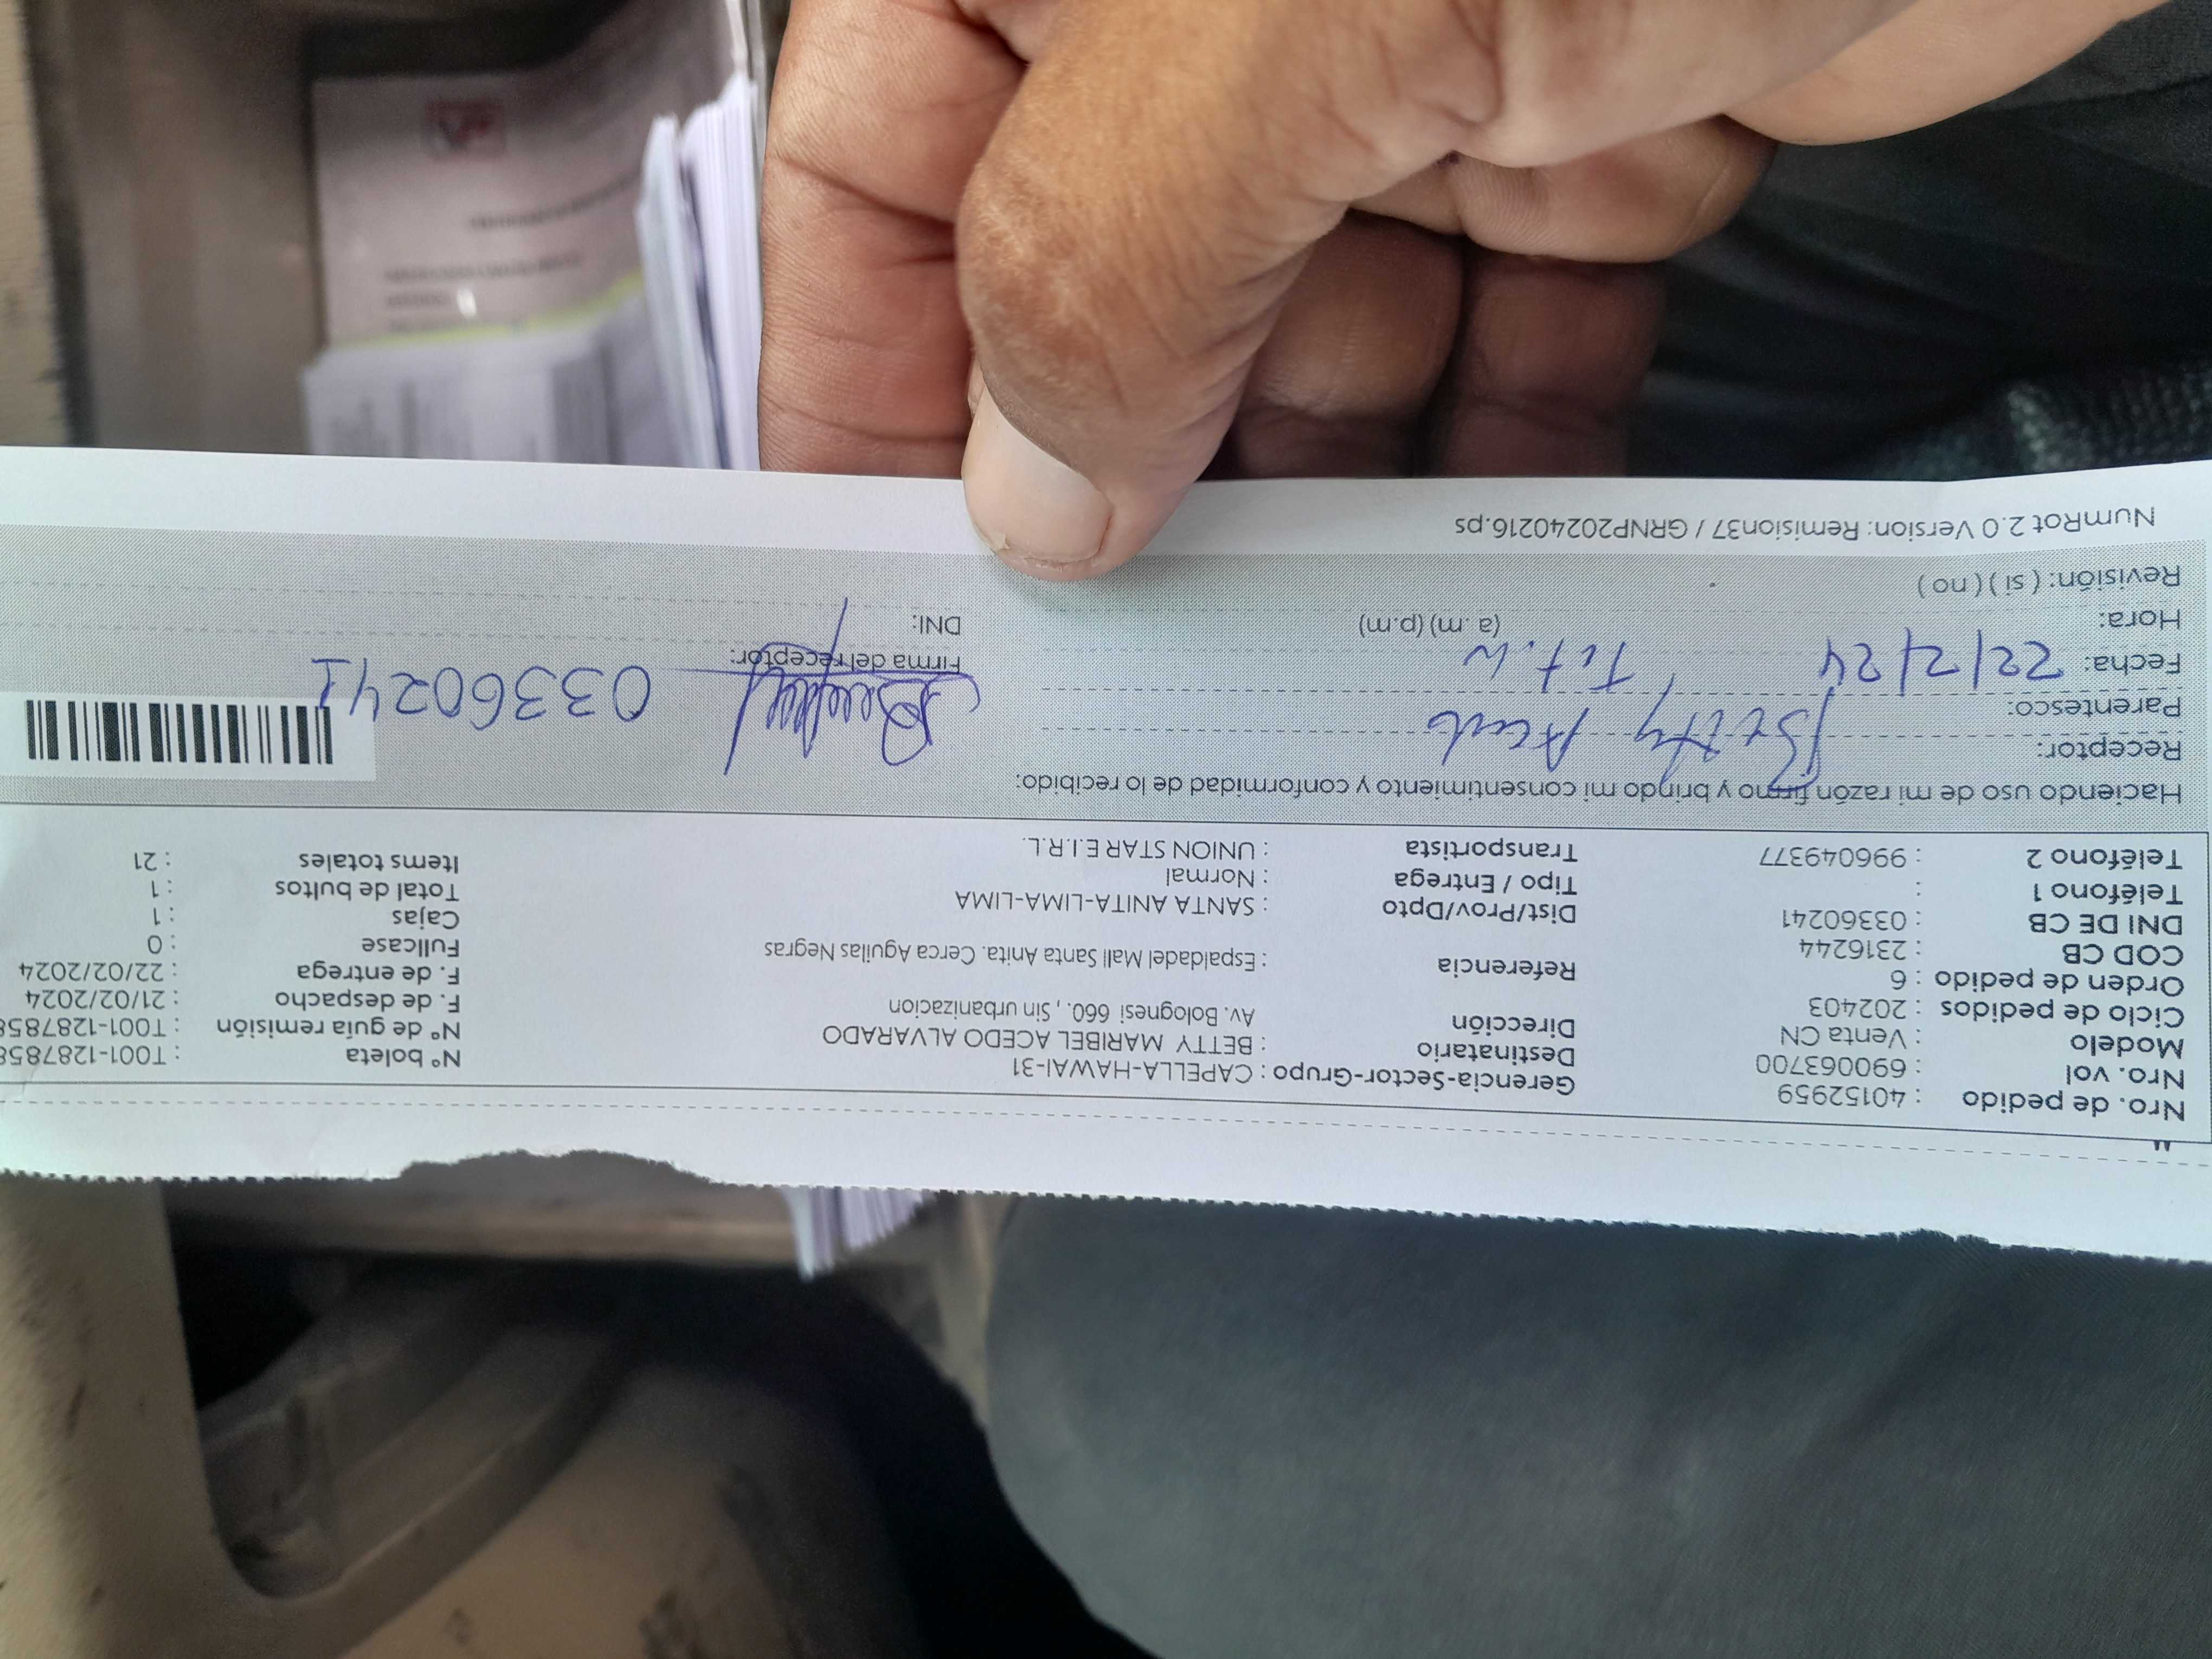 Nro. de pedido : 40152959
Nro. vol : 690063700
Modelo : Venta CN
Ciclo de pedidos : 202403
Orden de pedido : 6
COD CB : 2316244
DNI DE CB : 03360241
Teléfono 1 :
Teléfono 2 : 996049377
Gerencia-Sector-Grupo : CAPELLA-HAWAI-31
Destinatario : BETTY MARIBEL ACEDO ALVARADO
Dirección Av. Bolognesi 660. , Sin urbanizacion
Referencia : Espaldadel Mall Santa Anita. Cerca Aguilas Negras
Dist/Prov/Dpto : SANTA ANITA-LIMA-LIMA
Tipo / Entrega : Normal
Transportista : UNION STAR E.I.R.L.
N° boleta : T001-1287858
N° de guía remisión : T001-1287858
F. de despacho : 21/02/2024
F. de entrega : 22/02/2024
Fullcase : 0
Cajas : 1
Total de bultos : 1
Items totales : 21
Haciendo uso de mi razón firmo y brindo mi consentimiento y conformidad de lo recibido:
Receptor: Betty
Parentesco:
Fecha: 22/2/24
Hora: (a. m) (p.m)
Revisión: ( si ) ( no )
03360241
Firma del receptor:
DNI:
NumRot 2.0 Version: Remision37 / GRNP20240216.ps